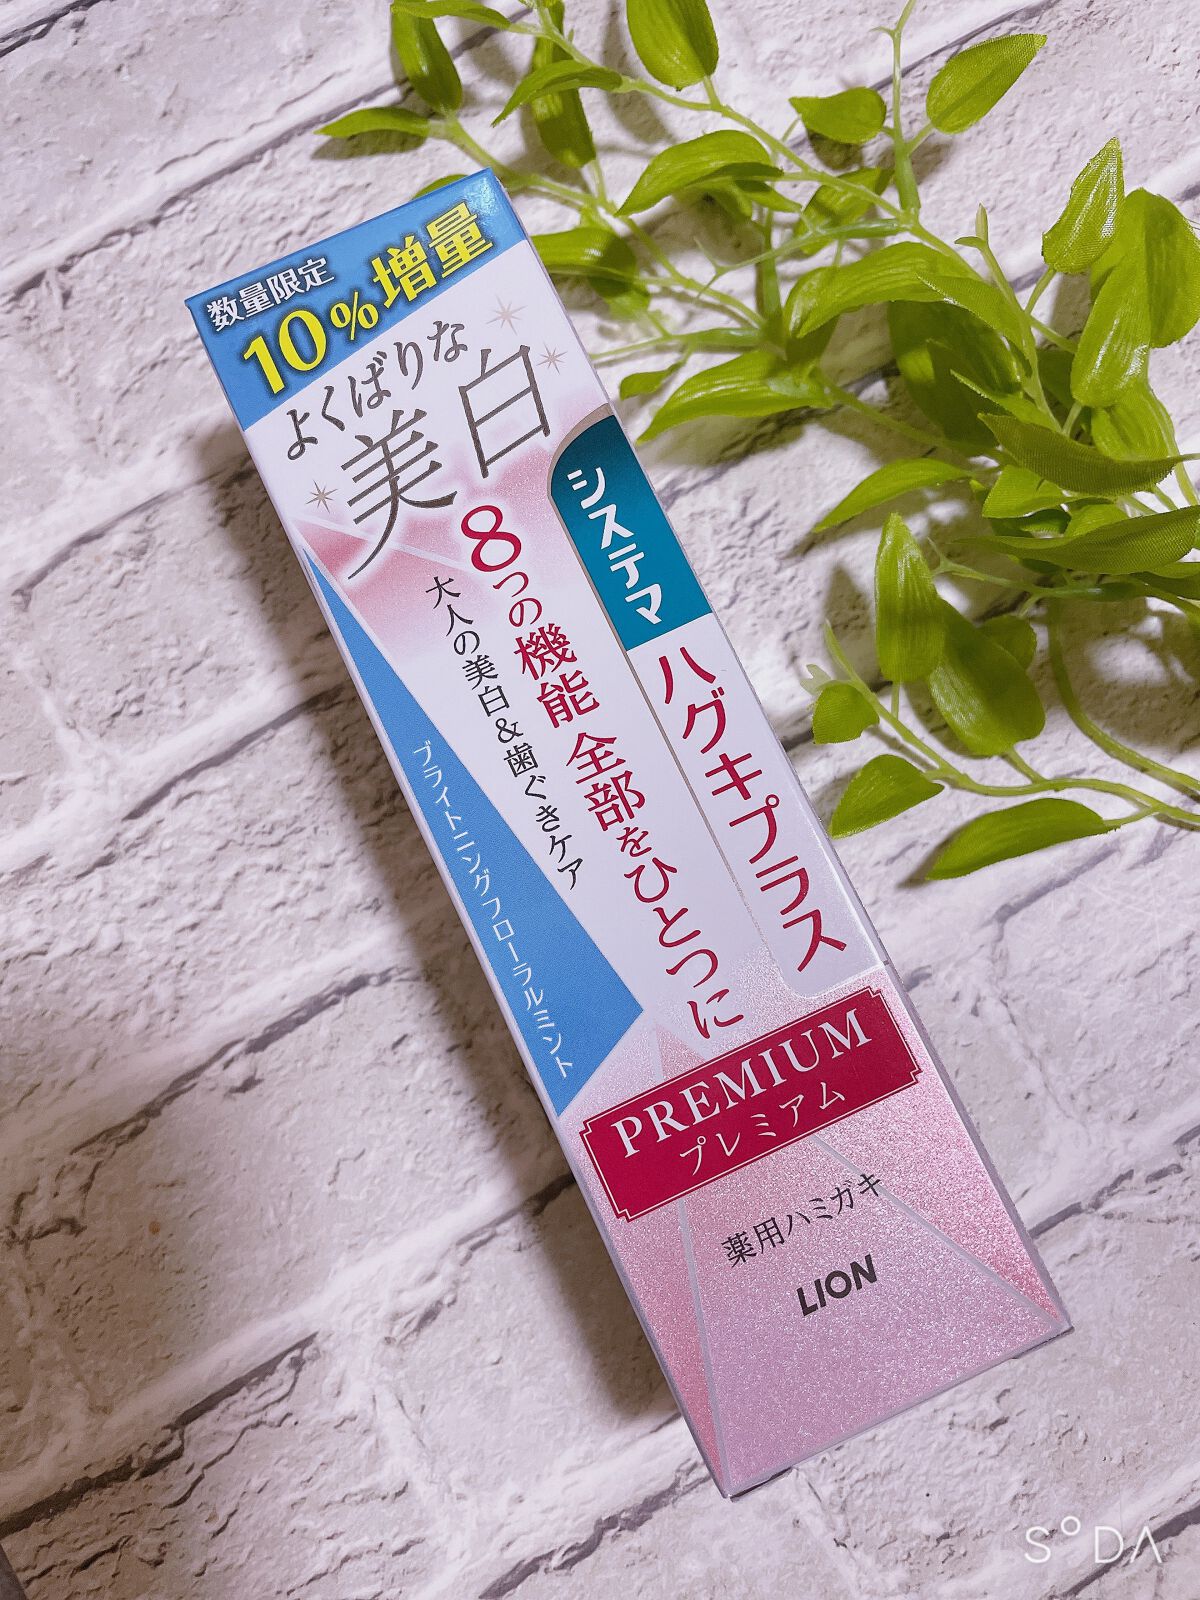 数量限定
10%増量
よくばりな
美白
システマ
ハグキプラス
8つの機能 全部をひとつに
大人の美白&歯ぐきケア
ブライトニングフローラルミント
PREMIUM
プレミアム
薬用ハミガキ
LION
SODA